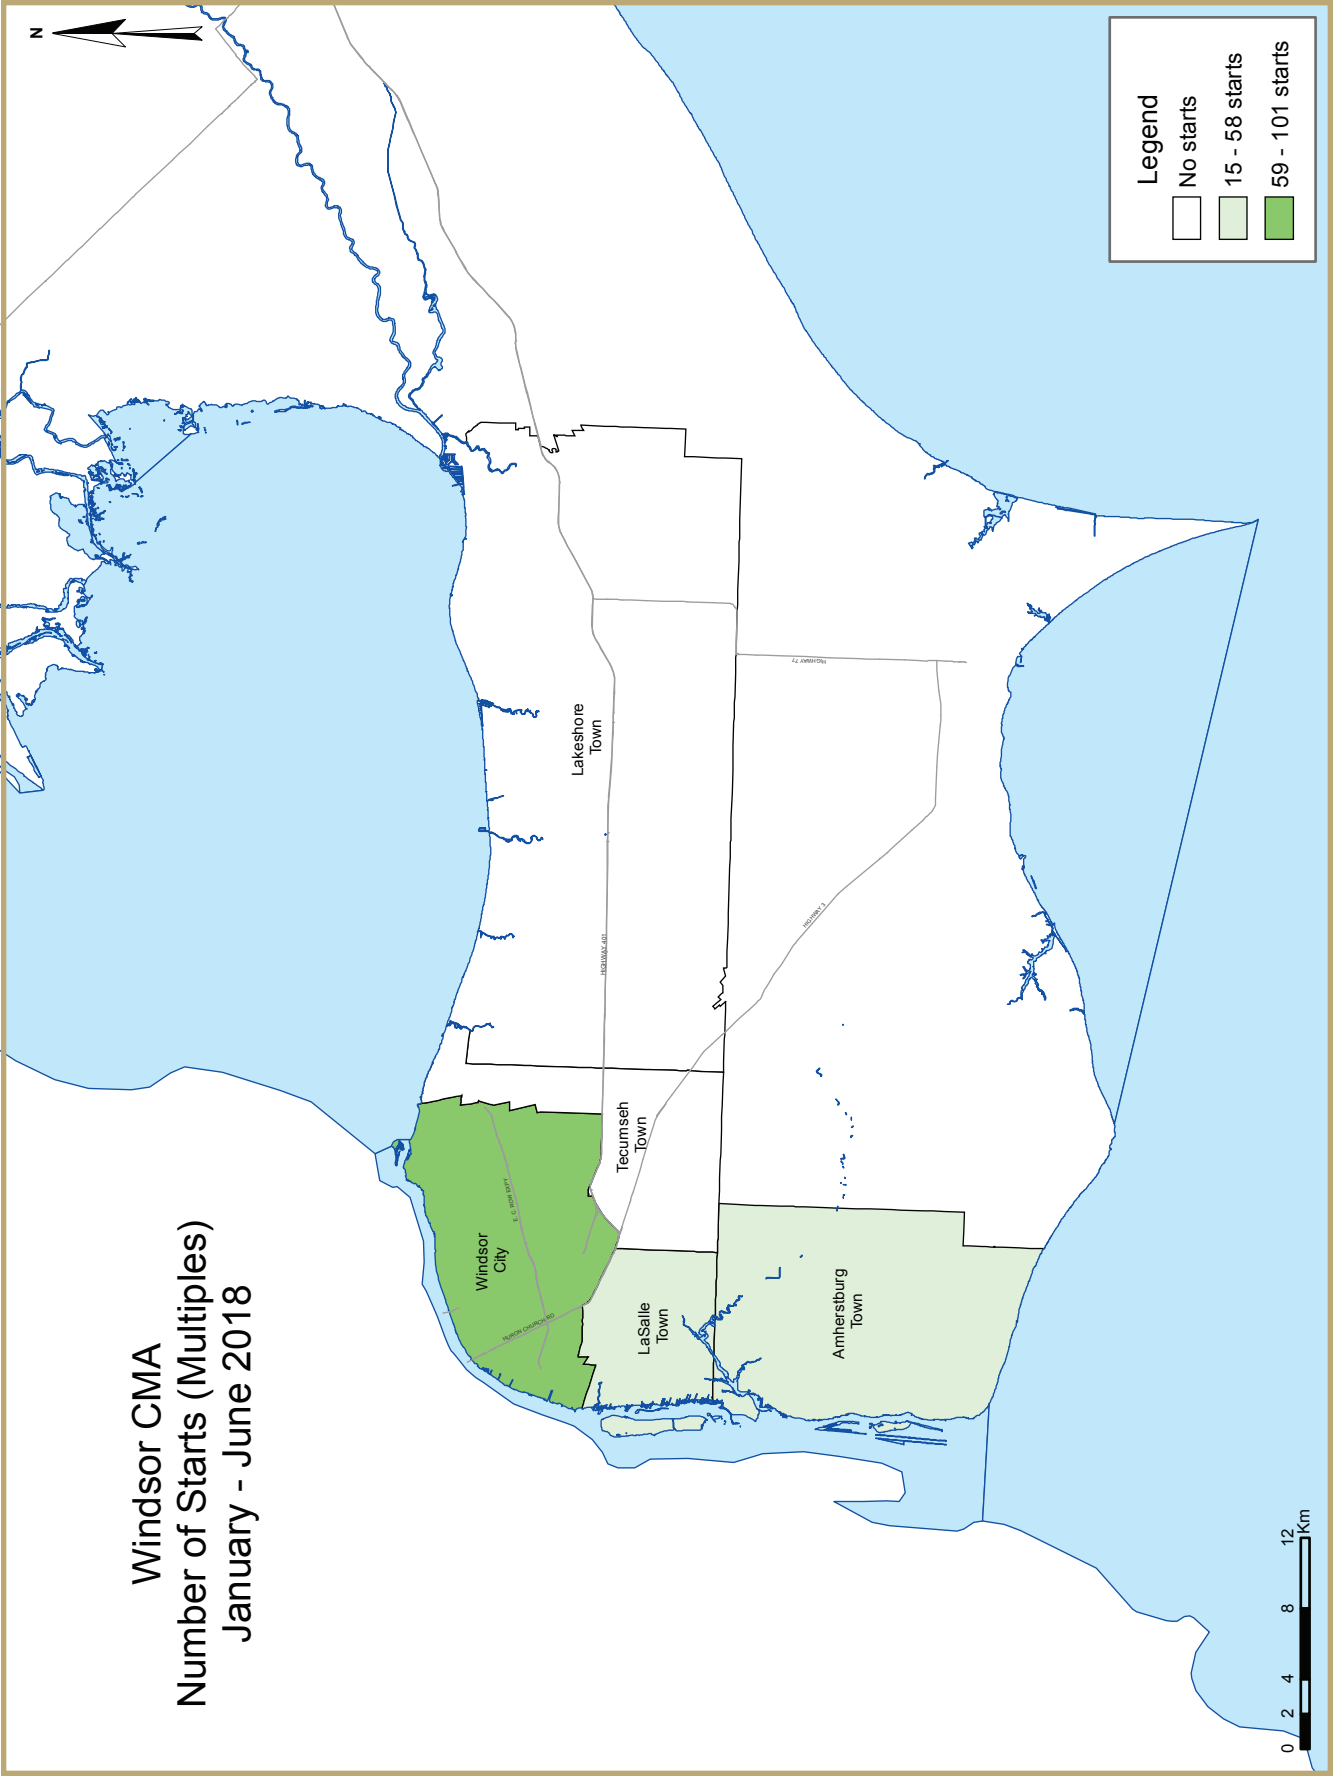 Windsor CMA
Number of Starts (Multiples)
January - June 2018
N
Windsor
City
E. C. ROW EXPY
HURON CHURCH RD
LaSalle
Town
Tecumseh
Town
Lakeshore
Town
Amherstburg
Town
HIGHWAY 401
HIGHWAY 3
HIGHWAY 77
Legend
No starts
15 - 58 starts
59 - 101 starts
0 2 4 8 12
Km